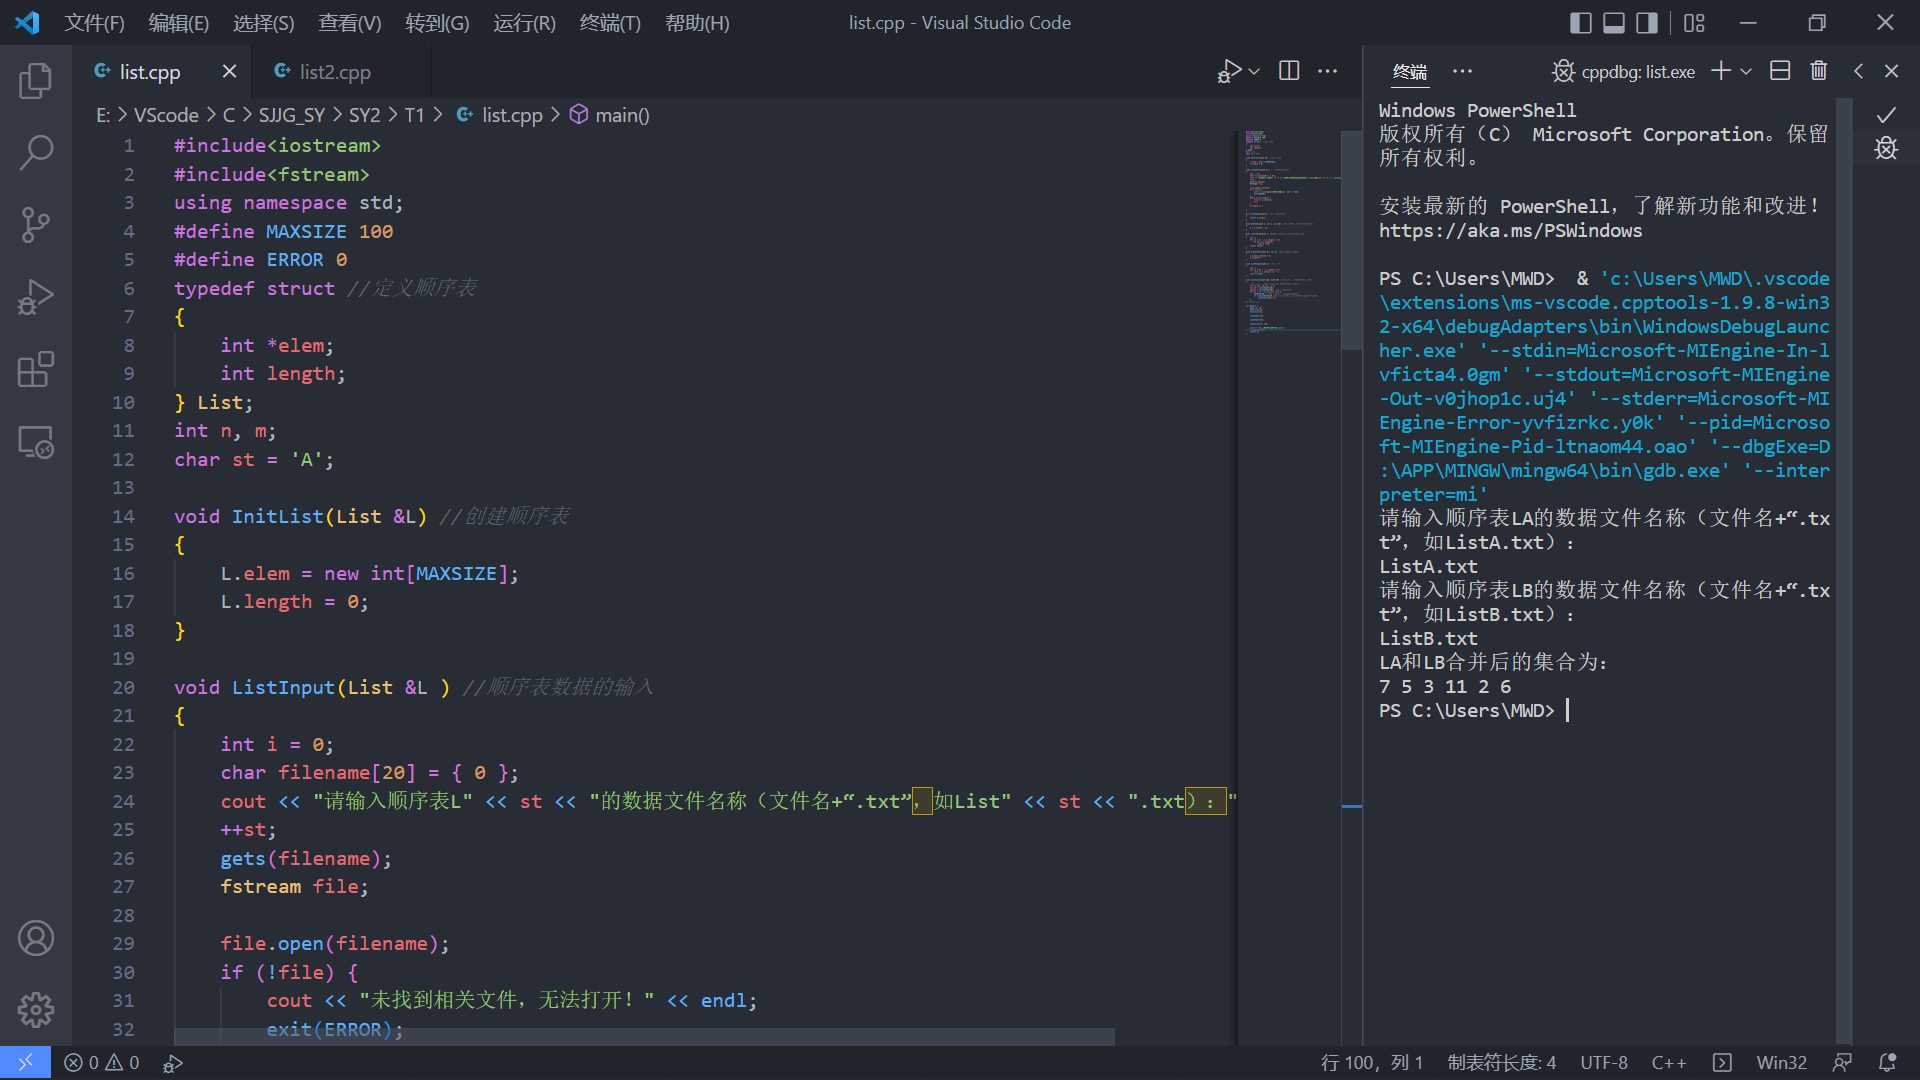 文件(F) 编辑(E) 选择(S) 查看(V) 转到(G) 运行(R) 终端(T) 帮助(H) list.cpp - Visual Studio Code
list.cpp list2.cpp
E: > VScode > C > SJJG_SY > SY2 > T1 > list.cpp > main()
1 #include<iostream>
2 #include<fstream>
3 using namespace std;
4 #define MAXSIZE 100
5 #define ERROR 0
6 typedef struct //定义顺序表
7 {
8 int *elem;
9 int length;
10 } List;
11 int n, m;
12 char st = 'A';
13
14 void InitList(List &L) //创建顺序表
15 {
16 L.elem = new int[MAXSIZE];
17 L.length = 0;
18 }
19
20 void ListInput(List &L ) //顺序表数据的输入
21 {
22 int i = 0;
23 char filename[20] = { 0 };
24 cout << "请输入顺序表L" << st << "的数据文件名称（文件名+“.txt”，如List" << st << ".txt）："
25 ++st;
26 gets(filename);
27 fstream file;
28
29 file.open(filename);
30 if (!file) {
31 cout << "未找到相关文件，无法打开！" << endl;
32 exit(ERROR);
终端 cppdbg: list.exe
Windows PowerShell
版权所有（C） Microsoft Corporation。保留
所有权利。
安装最新的 PowerShell，了解新功能和改进！
https://aka.ms/PSWindows
PS C:\Users\MWD>  & 'c:\Users\MWD\.vscode
\extensions\ms-vscode.cpptools-1.9.8-win3
2-x64\debugAdapters\bin\WindowsDebugLaunc
her.exe' '--stdin=Microsoft-MIEngine-In-l
vficta4.0gm' '--stdout=Microsoft-MIEngine
-Out-v0jhop1c.uj4' '--stderr=Microsoft-MI
Engine-Error-yvfizrkc.y0k' '--pid=Microso
ft-MIEngine-Pid-ltnaom44.oao' '--dbgExe=D
:\APP\MINGW\mingw64\bin\gdb.exe' '--inter
preter=mi'
请输入顺序表LA的数据文件名称（文件名+“.tx
t”，如ListA.txt）：
ListA.txt
请输入顺序表LB的数据文件名称（文件名+“.tx
t”，如ListB.txt）：
ListB.txt
LA和LB合并后的集合为：
7 5 3 11 2 6
PS C:\Users\MWD>
0 0 行 100，列 1 制表符长度: 4 UTF-8 C++ Win32